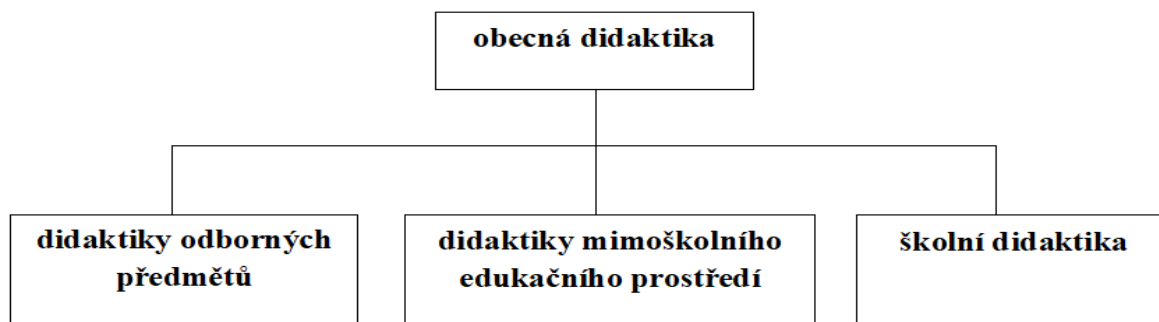 obecná didaktika
didaktiky odborných
předmětů
didaktiky mimoškolního
edukačního prostředí
školní didaktika